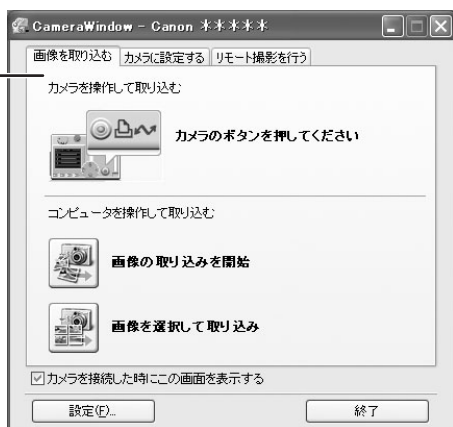 CameraWindow - Canon ＊＊＊＊＊
画像を取り込む カメラに設定する リモート撮影を行う
カメラを操作して取り込む
カメラのボタンを押してください
コンピュータを操作して取り込む
画像の取り込みを開始
画像を選択して取り込み
カメラを接続した時にこの画面を表示する
設定(F)... 終了